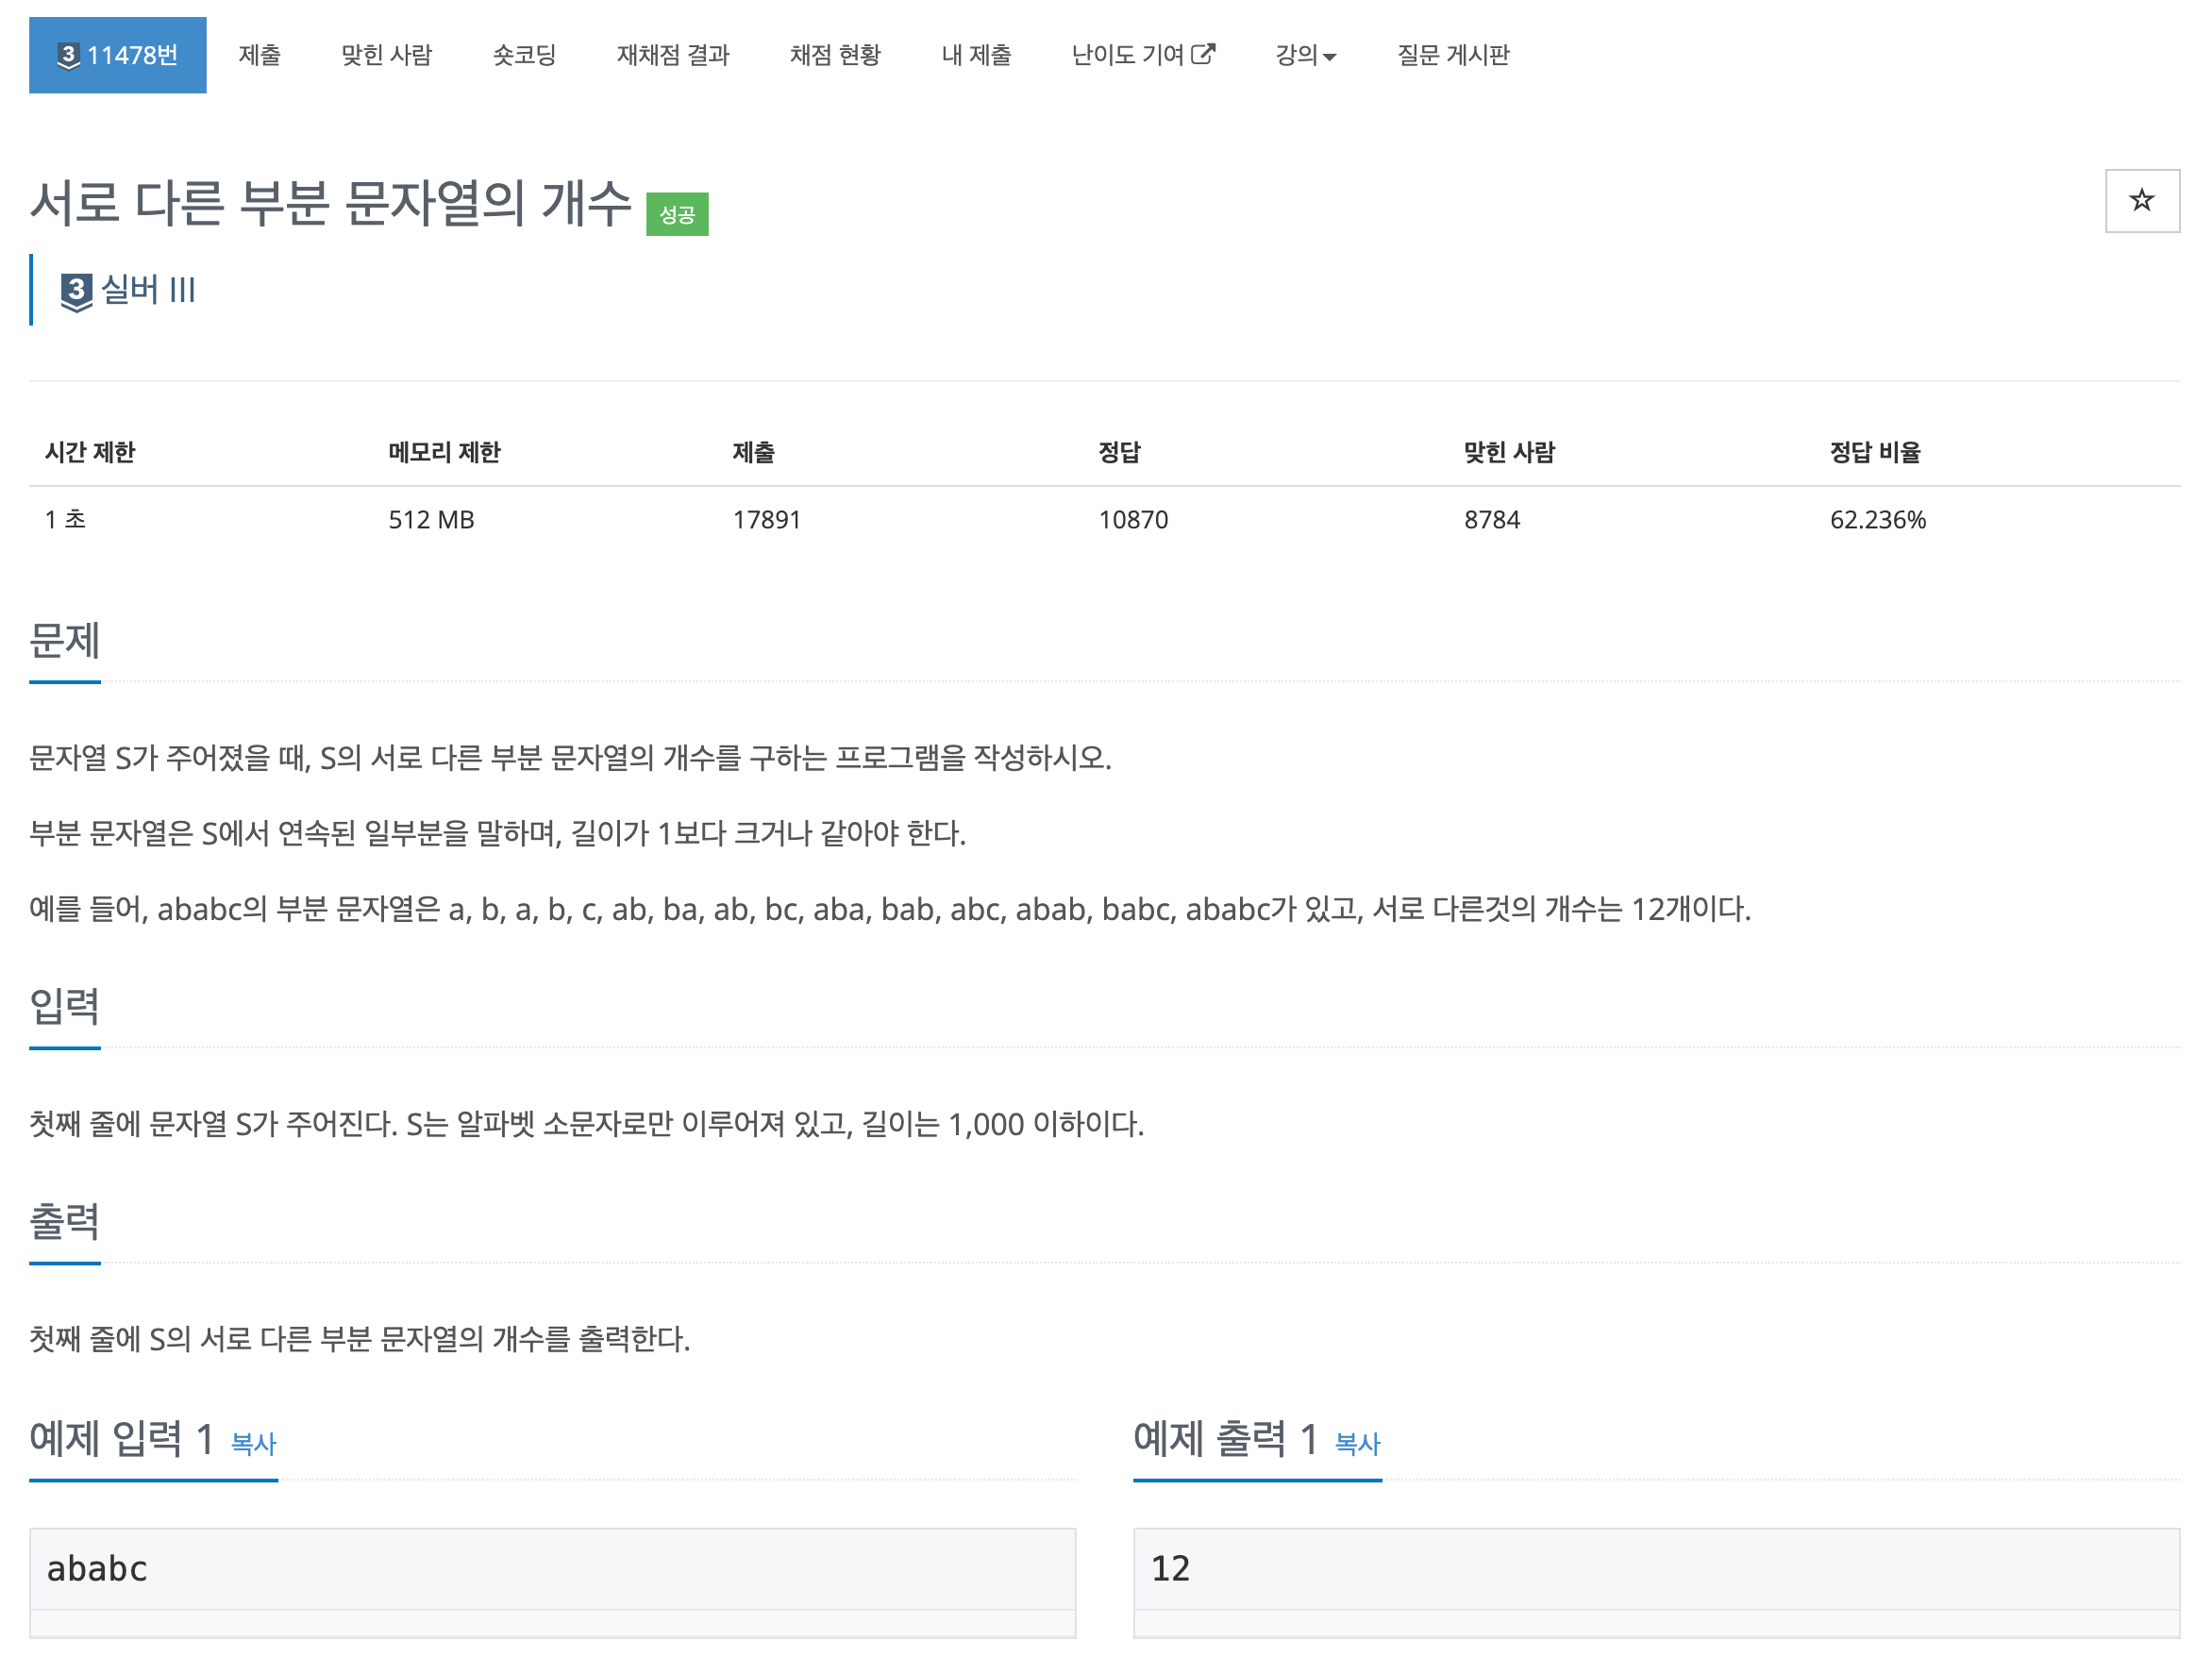 3 11478번 제출 맞힌 사람 숏코딩 재채점 결과 채점 현황 내 제출 난이도 기여 강의 질문 게시판
서로 다른 부분 문자열의 개수 성공
3 실버 III
시간 제한 메모리 제한 제출 정답 맞힌 사람 정답 비율
1 초 512 MB 17891 10870 8784 62.236%
문제
문자열 S가 주어졌을 때, S의 서로 다른 부분 문자열의 개수를 구하는 프로그램을 작성하시오.
부분 문자열은 S에서 연속된 일부분을 말하며, 길이가 1보다 크거나 같아야 한다.
예를 들어, ababc의 부분 문자열은 a, b, a, b, c, ab, ba, ab, bc, aba, bab, abc, abab, babc, ababc가 있고, 서로 다른것의 개수는 12개이다.
입력
첫째 줄에 문자열 S가 주어진다. S는 알파벳 소문자로만 이루어져 있고, 길이는 1,000 이하이다.
출력
첫째 줄에 S의 서로 다른 부분 문자열의 개수를 출력한다.
예제 입력 1 복사
ababc
예제 출력 1 복사
12